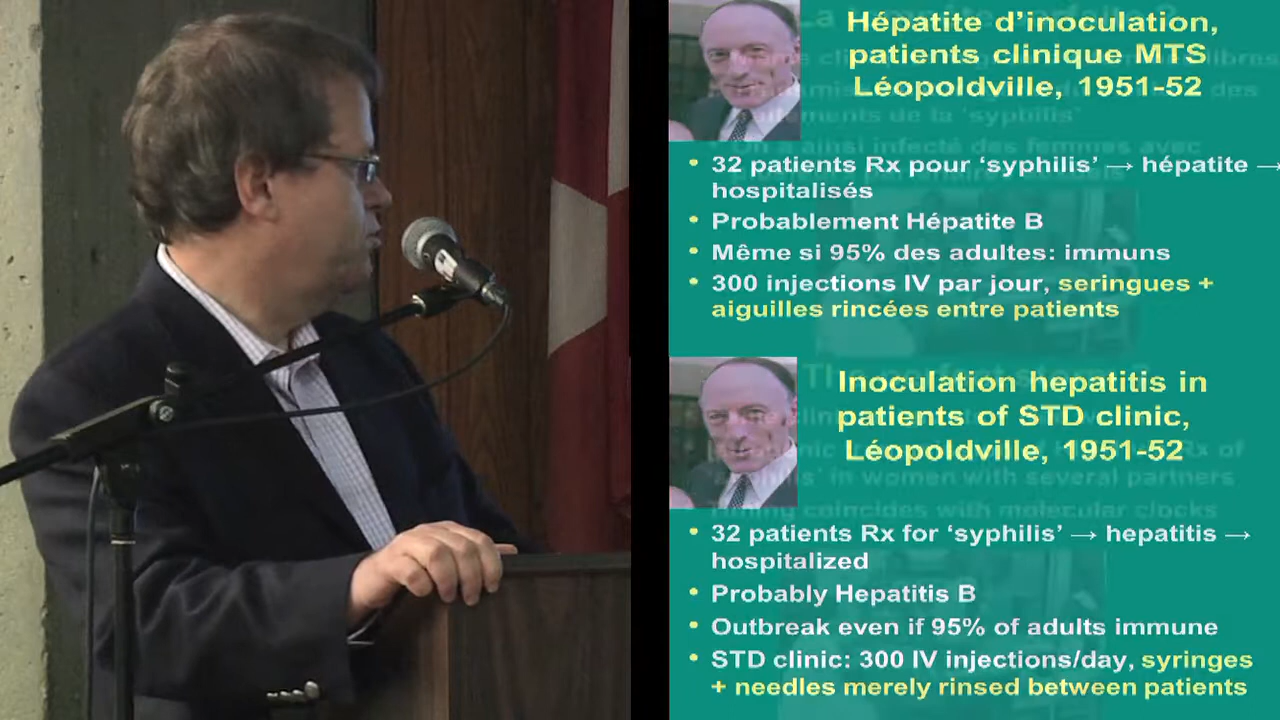 Hépatite d'inoculation,
patients clinique MTS
Léopoldville, 1951-52
• 32 patients Rx pour ‘syphilis’ → hépatite →
hospitalisés
• Probablement Hépatite B
• Même si 95% des adultes: immuns
• 300 injections IV par jour, seringues +
aiguilles rincées entre patients
Inoculation hepatitis in
patients of STD clinic,
Léopoldville, 1951-52
• 32 patients Rx for ‘syphilis’ → hepatitis →
hospitalized
• Probably Hepatitis B
• Outbreak even if 95% of adults immune
• STD clinic: 300 IV injections/day, syringes
+ needles merely rinsed between patients